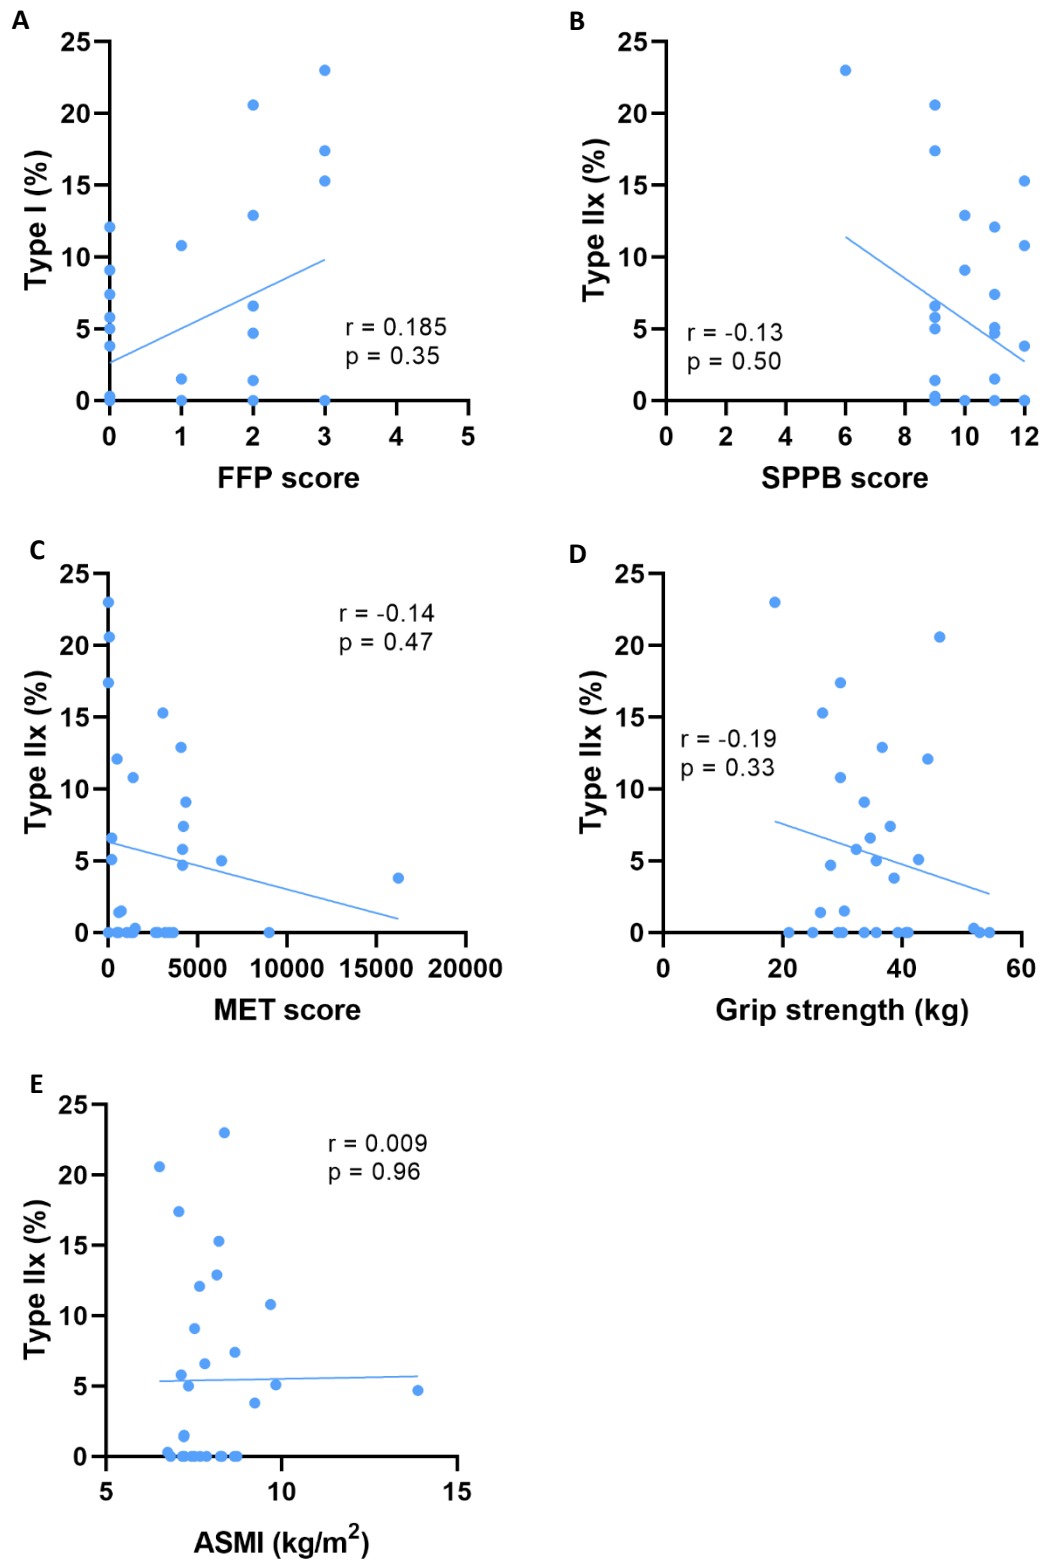 A
25
20
15
10
5
0
Type I (%)
r = 0.185
p = 0.35
0 1 2 3 4 5
FFP score
B
25
20
15
10
5
0
Type IIx (%)
r = -0.13
p = 0.50
0 2 4 6 8 10 12
SPPB score
C
25
20
15
10
5
0
Type IIx (%)
r = -0.14
p = 0.47
0 5000 10000 15000 20000
MET score
D
25
20
15
10
5
0
Type IIx (%)
r = -0.19
p = 0.33
0 20 40 60
Grip strength (kg)
E
25
20
15
10
5
0
Type IIx (%)
r = 0.009
p = 0.96
5 10 15
ASMI (kg/m²)